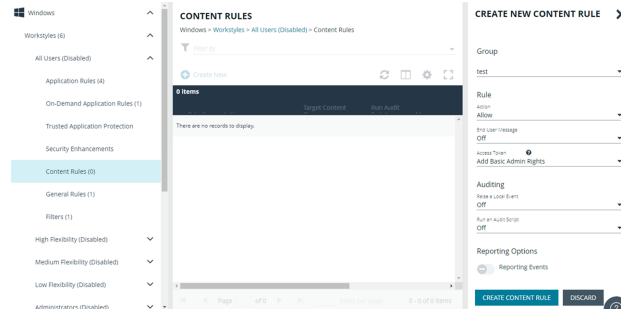 Windows
Workstyles (6)
All Users (Disabled)
Application Rules (4)
On-Demand Application Rules (1)
Trusted Application Protection
Security Enhancements
Content Rules (0)
General Rules (1)
Filters (1)
High Flexibility (Disabled)
Medium Flexibility (Disabled)
Low Flexibility (Disabled)
Administrators (Disabled)
CONTENT RULES
Windows > Workstyles > All Users (Disabled) > Content Rules
Filter by
Create New
0 items
Target Content Run Audit
There are no records to display.
Page of 0 items per page 0 - 0 of 0 items
CREATE NEW CONTENT RULE
Group
test
Rule
Action
Allow
End User Message
Off
Access Token
Add Basic Admin Rights
Auditing
Raise a Local Event
Off
Run an Audit Script
Off
Reporting Options
Reporting Events
CREATE CONTENT RULE DISCARD